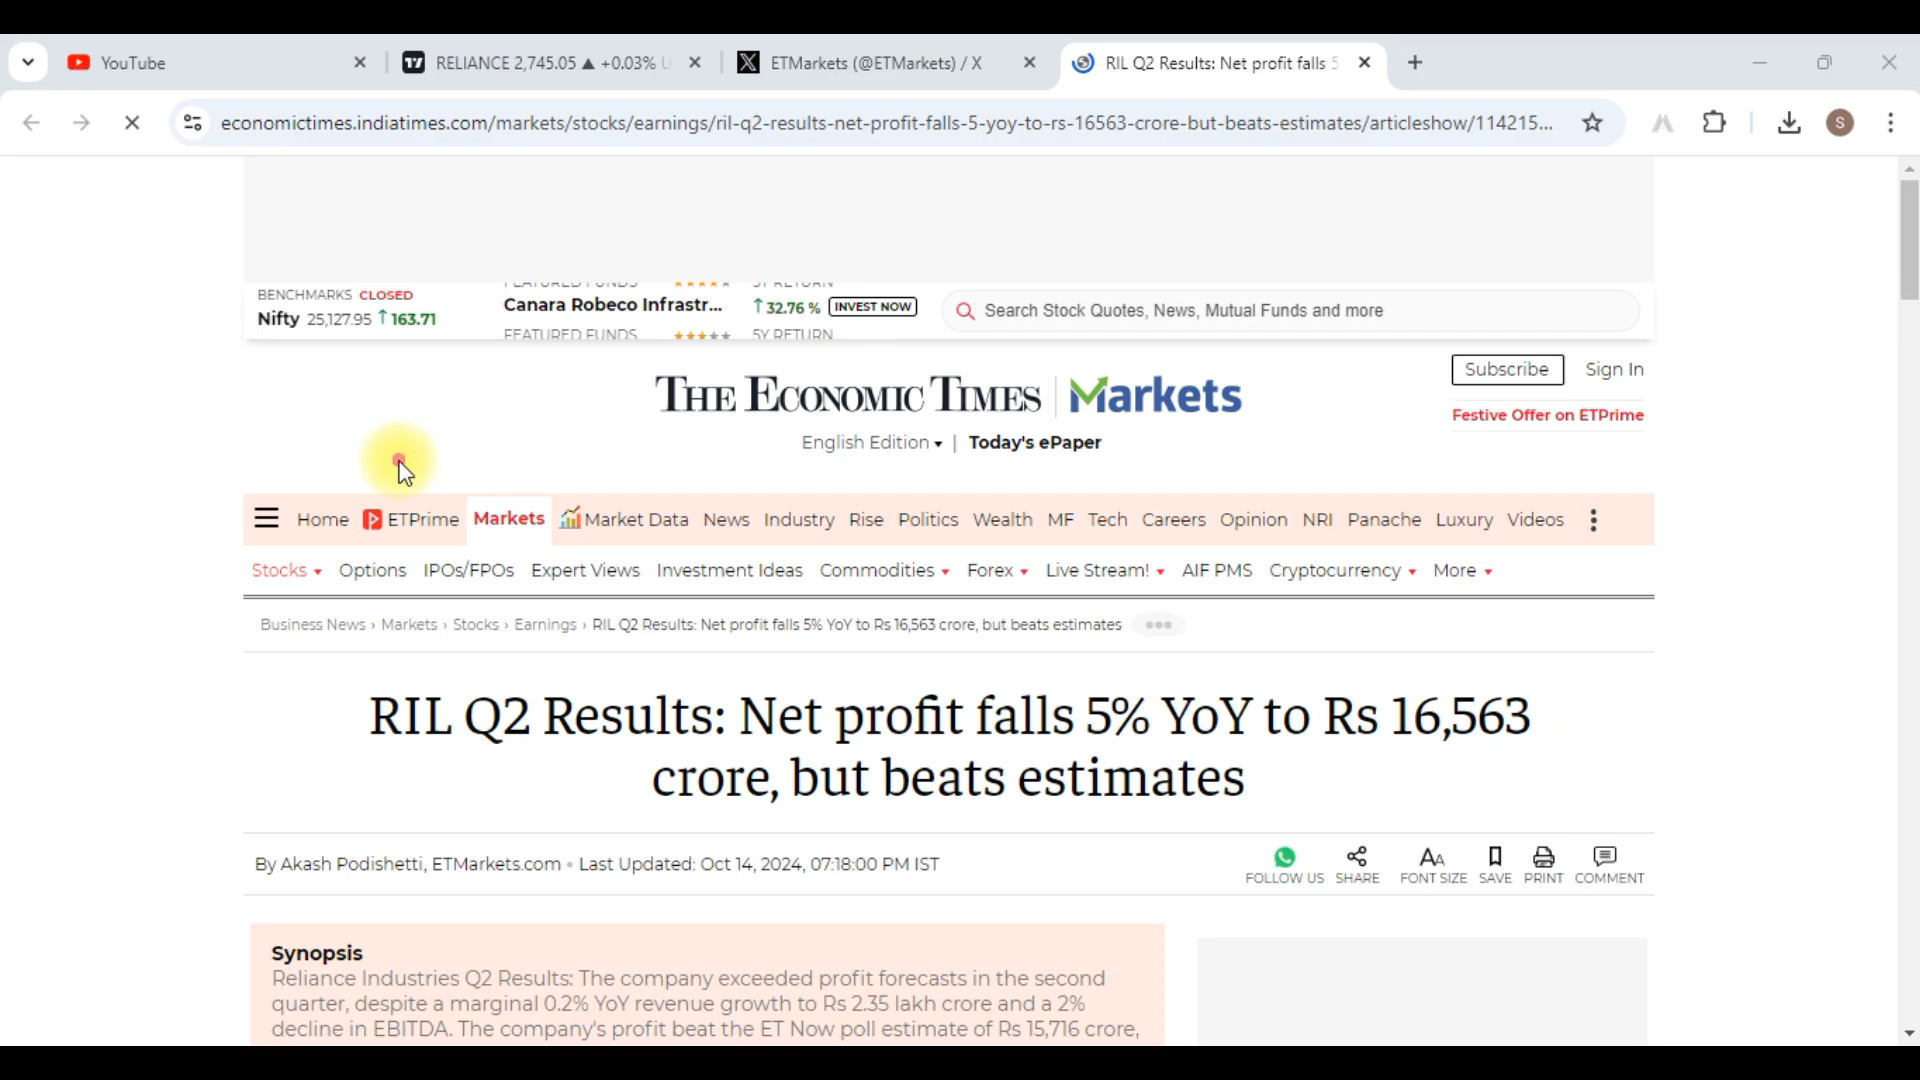 YouTube
RELIANCE 2,745.05 ▲ +0.03%
ETMarkets (@ETMarkets) / X
RIL Q2 Results: Net profit falls 5
economictimes.indiatimes.com/markets/stocks/earnings/ril-q2-results-net-profit-falls-5-yoy-to-rs-16563-crore-but-beats-estimates/articleshow/114215...
S
BENCHMARKS CLOSED
Nifty 25,127.95 ↑ 163.71
FEATURED FUNDS ★★★★★ 5Y RETURN
Canara Robeco Infrastr... ↑ 32.76 % INVEST NOW
FEATURED FUNDS ★★★★★ 5Y RETURN
Search Stock Quotes, News, Mutual Funds and more
THE ECONOMIC TIMES | Markets
English Edition ▾ | Today's ePaper
Subscribe Sign In
Festive Offer on ETPrime
Home ETPrime Markets Market Data News Industry Rise Politics Wealth MF Tech Careers Opinion NRI Panache Luxury Videos
Stocks ▾ Options IPOs/FPOs Expert Views Investment Ideas Commodities ▾ Forex ▾ Live Stream! ▾ AIF PMS Cryptocurrency ▾ More ▾
Business News › Markets › Stocks › Earnings › RIL Q2 Results: Net profit falls 5% YoY to Rs 16,563 crore, but beats estimates
RIL Q2 Results: Net profit falls 5% YoY to Rs 16,563
crore, but beats estimates
By Akash Podishetti, ETMarkets.com • Last Updated: Oct 14, 2024, 07:18:00 PM IST
FOLLOW US SHARE FONT SIZE SAVE PRINT COMMENT
Synopsis
Reliance Industries Q2 Results: The company exceeded profit forecasts in the second
quarter, despite a marginal 0.2% YoY revenue growth to Rs 2.35 lakh crore and a 2%
decline in EBITDA. The company's profit beat the ET Now poll estimate of Rs 15,716 crore,